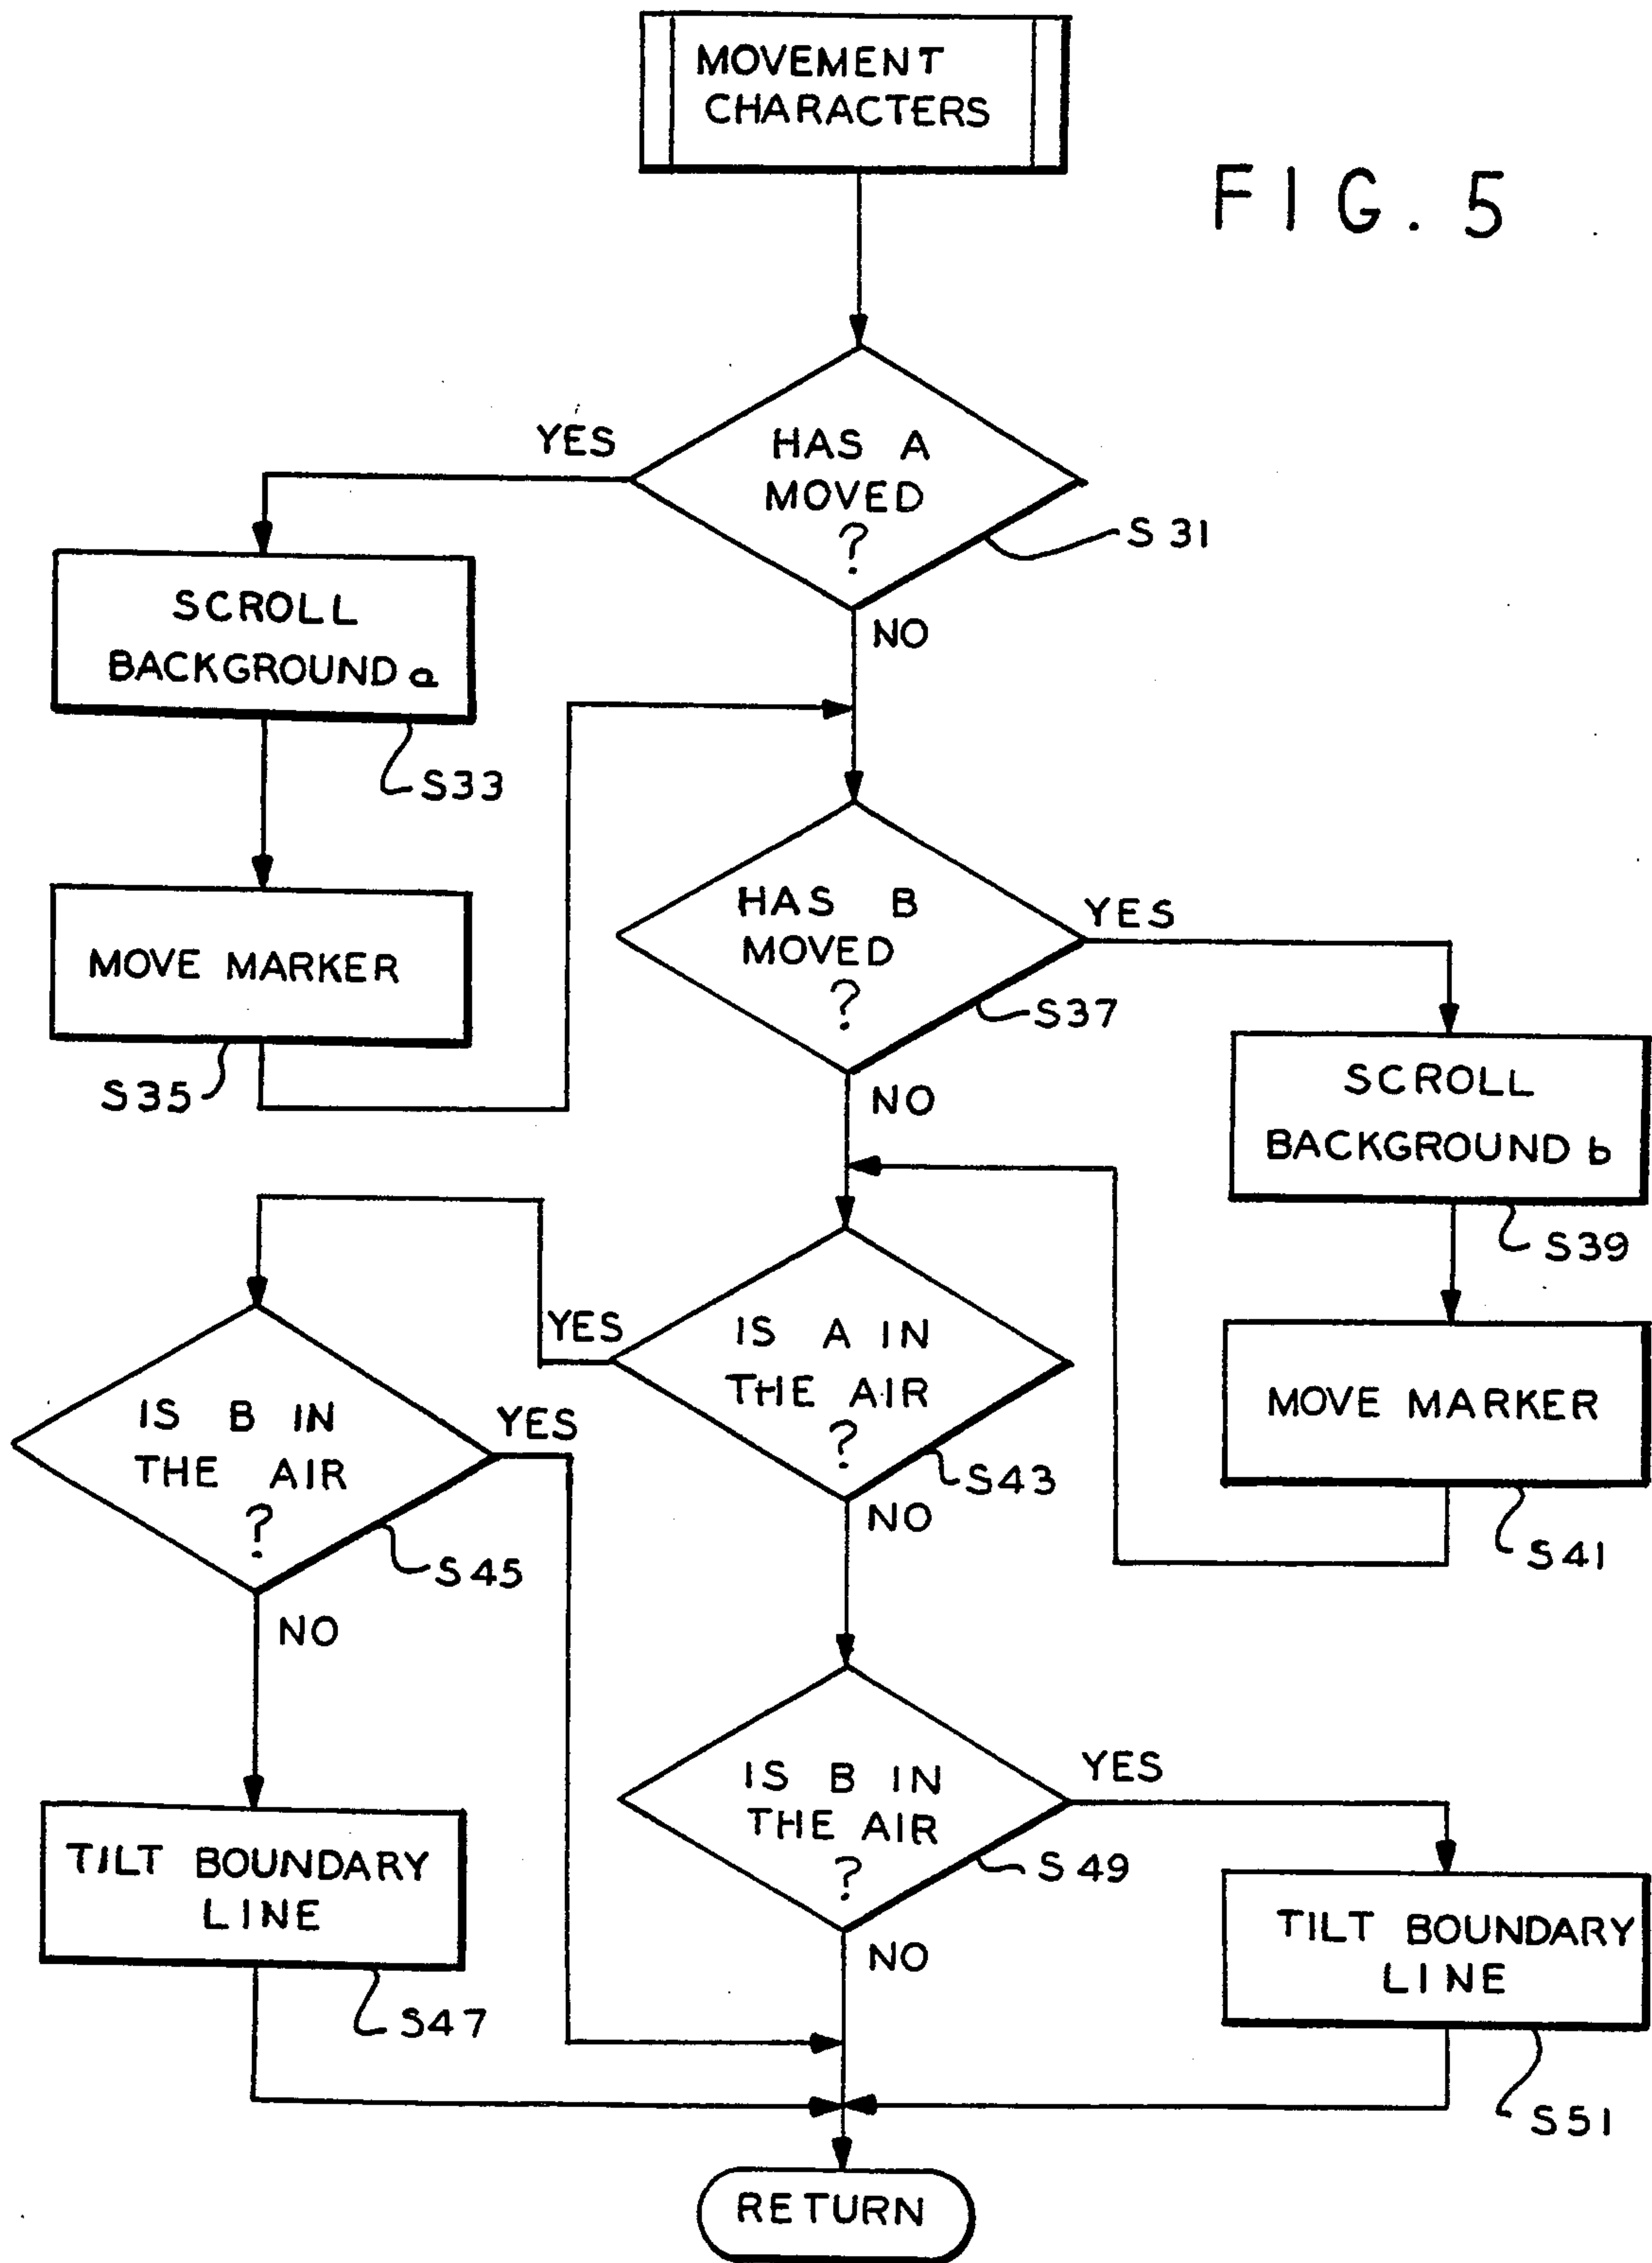 MOVEMENT
CHARACTERS
FIG. 5
YES
HAS A
MOVED
?
S31
NO
SCROLL
BACKGROUND a
S33
MOVE MARKER
S35
HAS B
MOVED
?
YES
S37
NO
SCROLL
BACKGROUND b
S39
MOVE MARKER
S41
YES
IS A IN
THE AIR
?
S43
NO
IS B IN
THE AIR
?
YES
S45
NO
TILT BOUNDARY
LINE
S47
IS B IN
THE AIR
?
YES
S49
NO
TILT BOUNDARY
LINE
S51
RETURN